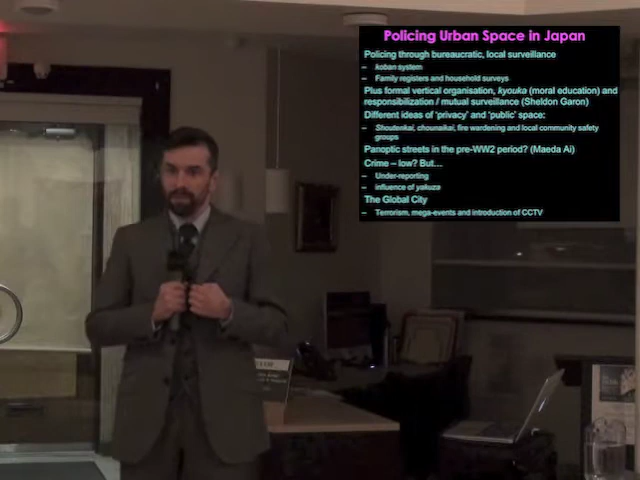 Policing Urban Space in Japan
Policing through bureaucratic, local surveillance
– koban system
– Family registers and household surveys
Plus formal vertical organisation, kyouka (moral education) and
responsibilization / mutual surveillance (Sheldon Garon)
Different ideas of 'privacy' and 'public' space:
– Shoutenkai, chounaikai, fire wardening and local community safety
groups
Panoptic streets in the pre-WW2 period? (Maeda Ai)
Crime – low? But…
– Under-reporting
– influence of yakuza
The Global City
– Terrorism, mega-events and introduction of CCTV